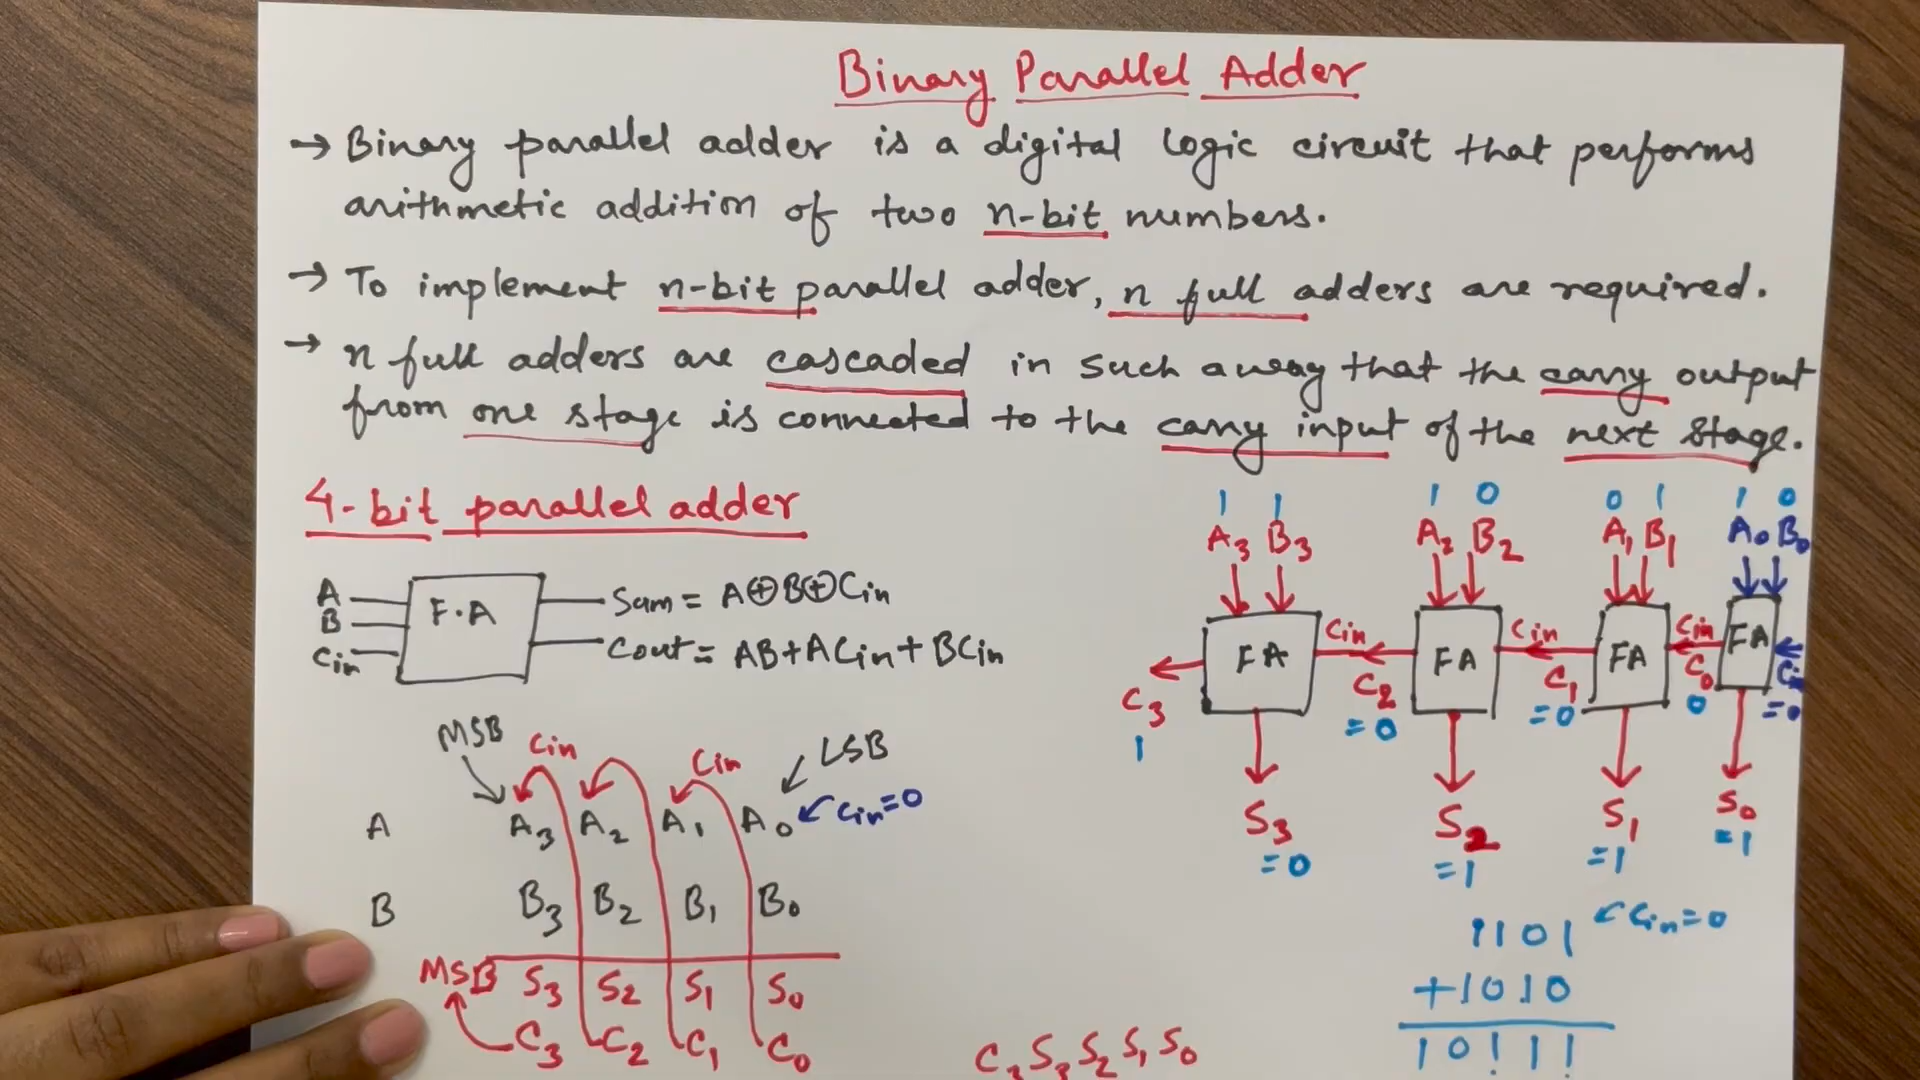 Binary Parallel Adder
→ Binary parallel adder is a digital logic circuit that performs
arithmetic addition of two n-bit numbers.
→ To implement n-bit parallel adder, n full adders are required.
→ n full adders are cascaded in such a way that the carry output
from one stage is connected to the carry input of the next stage.
4-bit parallel adder
A
B
Cin
F.A
Sum = A⊕B⊕Cin
Cout = AB+ACin+BCin
1 1 1 0 0 1 1 0
A3 B3 A2 B2 A1 B1 A0 B0
FA Cin FA Cin FA Cin FA
C3 C2 C1 C0
1 =0 =0 0 =0
S3 S2 S1 S0
=0 =1 =1 =1
MSB Cin Cin LSB
A A3 A2 A1 A0 Cin=0
B B3 B2 B1 B0
MSB S3 S2 S1 S0
C3 C2 C1 C0
C3 S3 S2 S1 S0
1101 Cin=0
+1010
10111